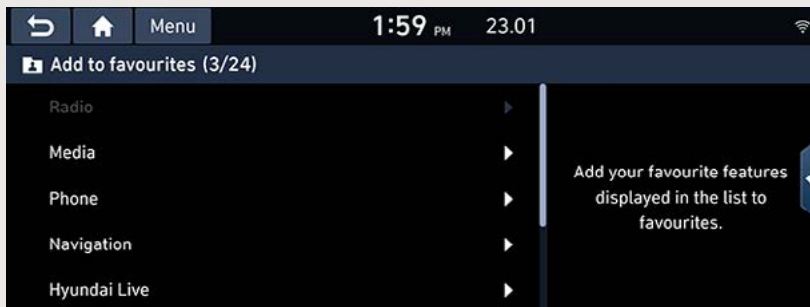 Menu 1:59 PM 23.01
Add to favourites (3/24)
Radio
Media
Phone
Navigation
Hyundai Live
Add your favourite features
displayed in the list to
favourites.